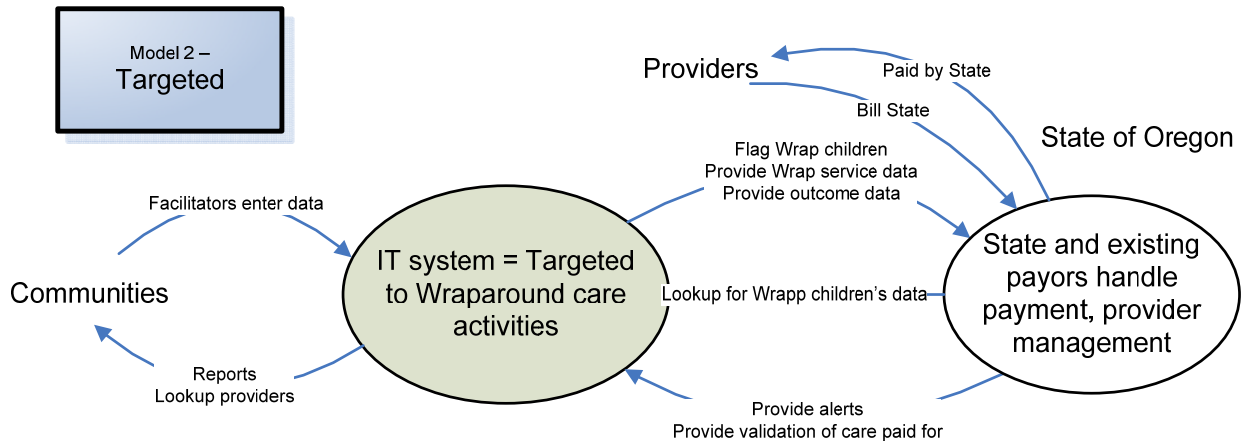 Model 2 –
Targeted
Providers
Paid by State
Bill State
State of Oregon
Flag Wrap children
Provide Wrap service data
Provide outcome data
Facilitators enter data
Communities
IT system = Targeted
to Wraparound care
activities
Lookup for Wrapp children's data
State and existing
payors handle
payment, provider
management
Reports
Lookup providers
Provide alerts
Provide validation of care paid for